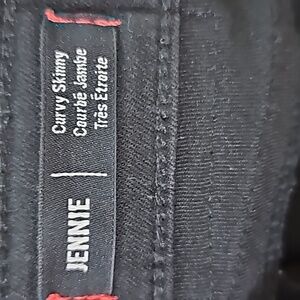 JENNIE
Curvy Skinny
Courbé Jambe
Très Étroite